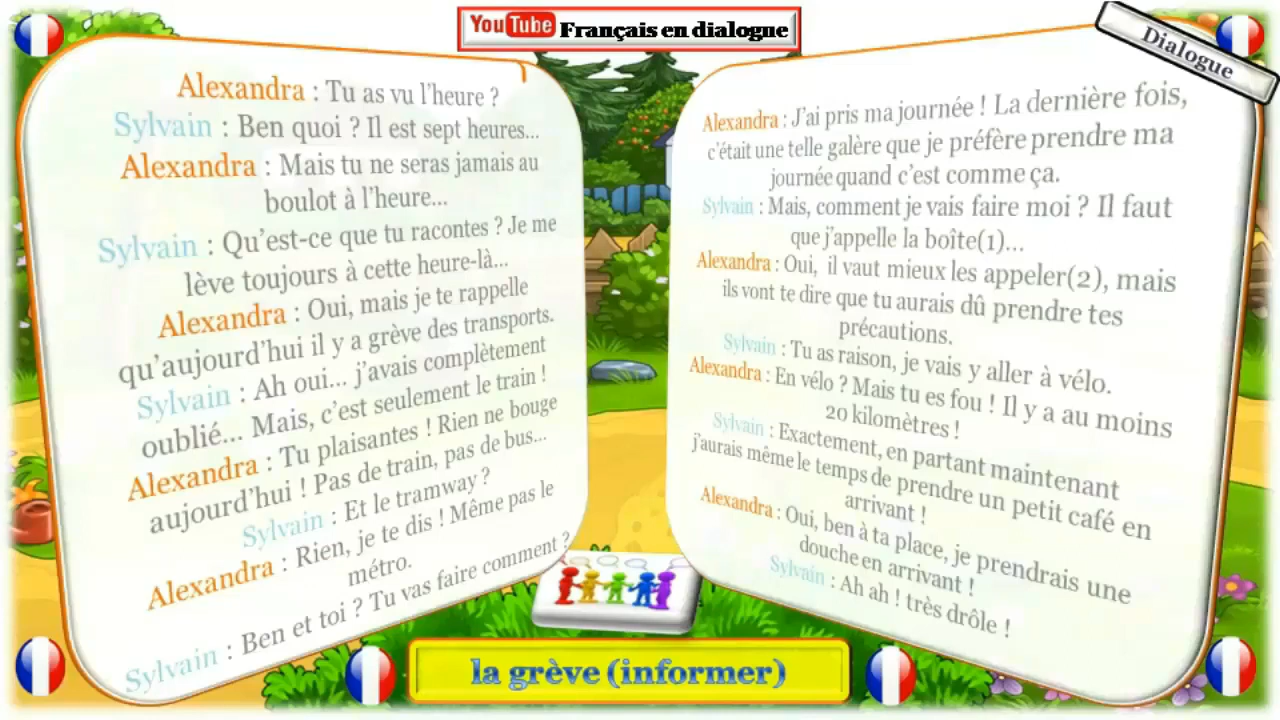 YouTube Français en dialogue
Dialogue
Alexandra : Tu as vu l'heure ?
Sylvain : Ben quoi ? Il est sept heures...
Alexandra : Mais tu ne seras jamais au
boulot à l'heure...
Sylvain : Qu'est-ce que tu racontes ? Je me
lève toujours à cette heure-là...
Alexandra : Oui, mais je te rappelle
qu'aujourd'hui il y a grève des transports.
Sylvain : Ah oui... j'avais complètement
oublié... Mais, c'est seulement le train !
Alexandra : Tu plaisantes ! Rien ne bouge
aujourd'hui ! Pas de train, pas de bus...
Sylvain : Et le tramway ?
Alexandra : Rien, je te dis ! Même pas le
métro.
Sylvain : Ben et toi ? Tu vas faire comment ?
Alexandra : J'ai pris ma journée ! La dernière fois,
c'était une telle galère que je préfère prendre ma
journée quand c'est comme ça.
Sylvain : Mais, comment je vais faire moi ? Il faut
que j'appelle la boîte(1)...
Alexandra : Oui, il vaut mieux les appeler(2), mais
ils vont te dire que tu aurais dû prendre tes
précautions.
Sylvain : Tu as raison, je vais y aller à vélo.
Alexandra : En vélo ? Mais tu es fou ! Il y a au moins
20 kilomètres !
Sylvain : Exactement, en partant maintenant
j'aurais même le temps de prendre un petit café en
arrivant !
Alexandra : Oui, ben à ta place, je prendrais une
douche en arrivant !
Sylvain : Ah ah ! très drôle !
la grève (informer)